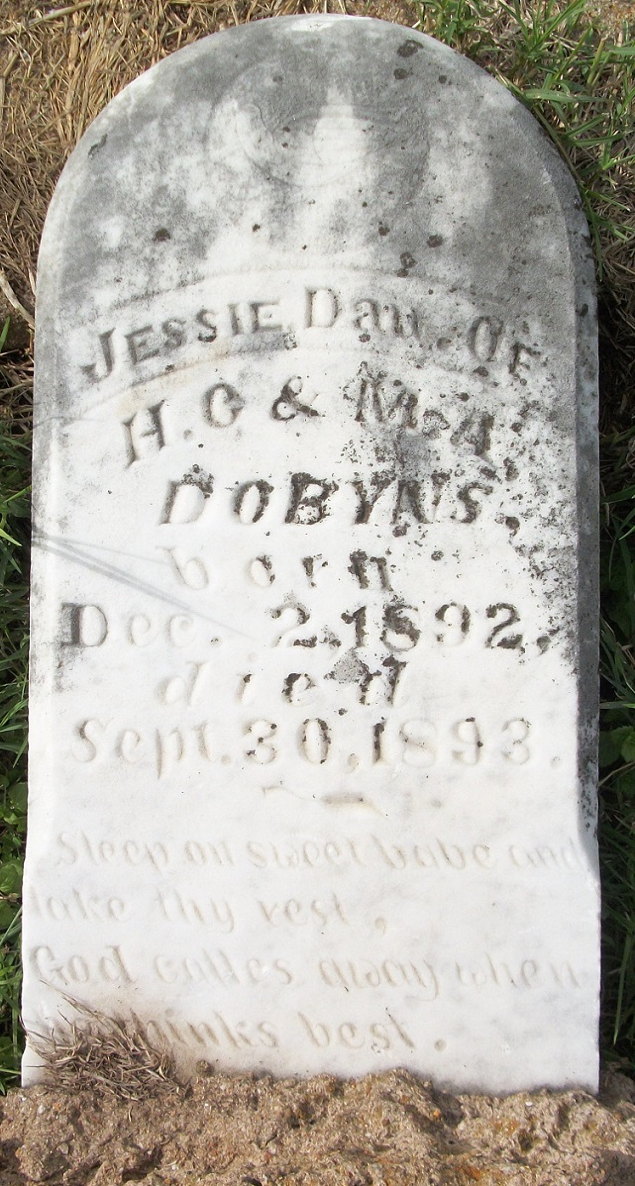 JESSIE, Dau. OF
H. C & M. A.
DOBYNS.
born
Dec. 2, 1892,
died
Sept. 30, 1893.
Sleep on sweet babe and
take thy rest,
God calles away when
thinks best.